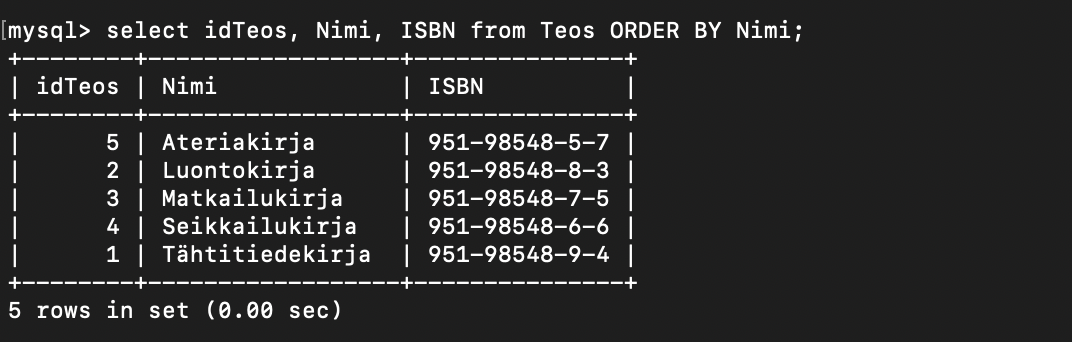 [mysql> select idTeos, Nimi, ISBN from Teos ORDER BY Nimi;
+--------+------------------+---------------+
| idTeos | Nimi             | ISBN          |
+--------+------------------+---------------+
|      5 | Ateriakirja      | 951-98548-5-7 |
|      2 | Luontokirja      | 951-98548-8-3 |
|      3 | Matkailukirja    | 951-98548-7-5 |
|      4 | Seikkailukirja   | 951-98548-6-6 |
|      1 | Tähtitiedekirja  | 951-98548-9-4 |
+--------+------------------+---------------+
5 rows in set (0.00 sec)